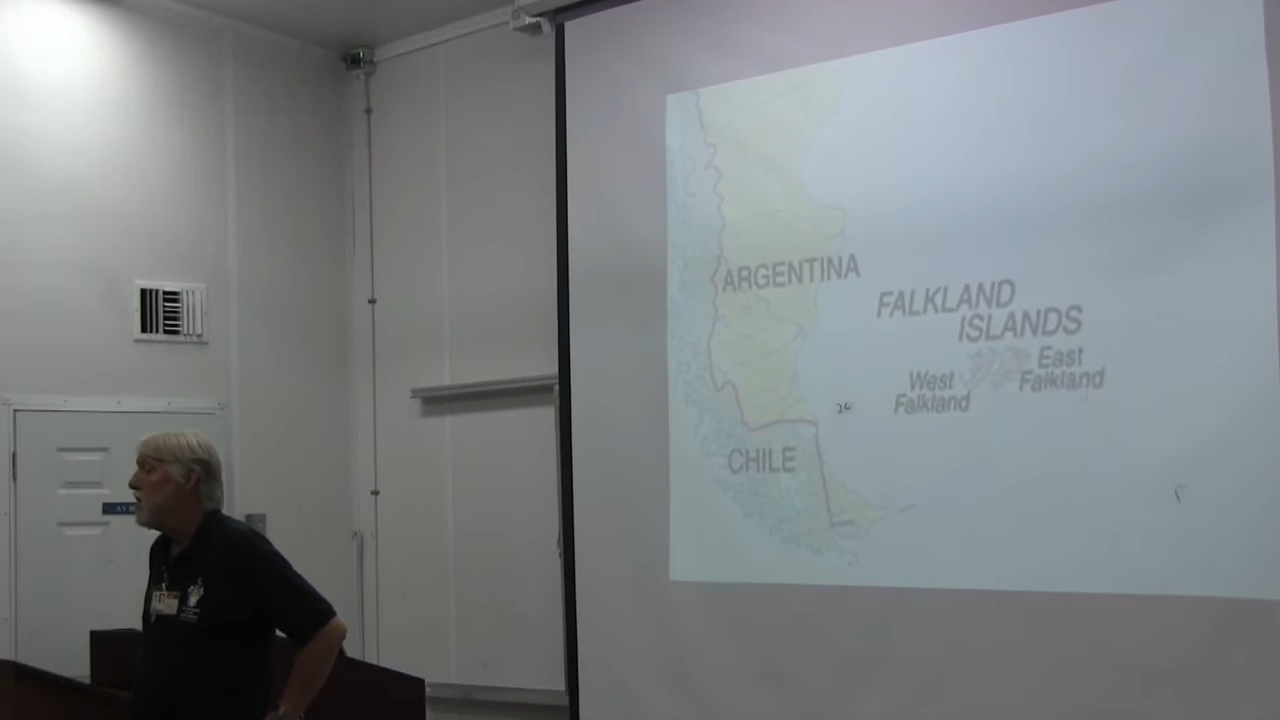 ARGENTINA
FALKLAND
ISLANDS
West
Falkland
East
Falkland
CHILE